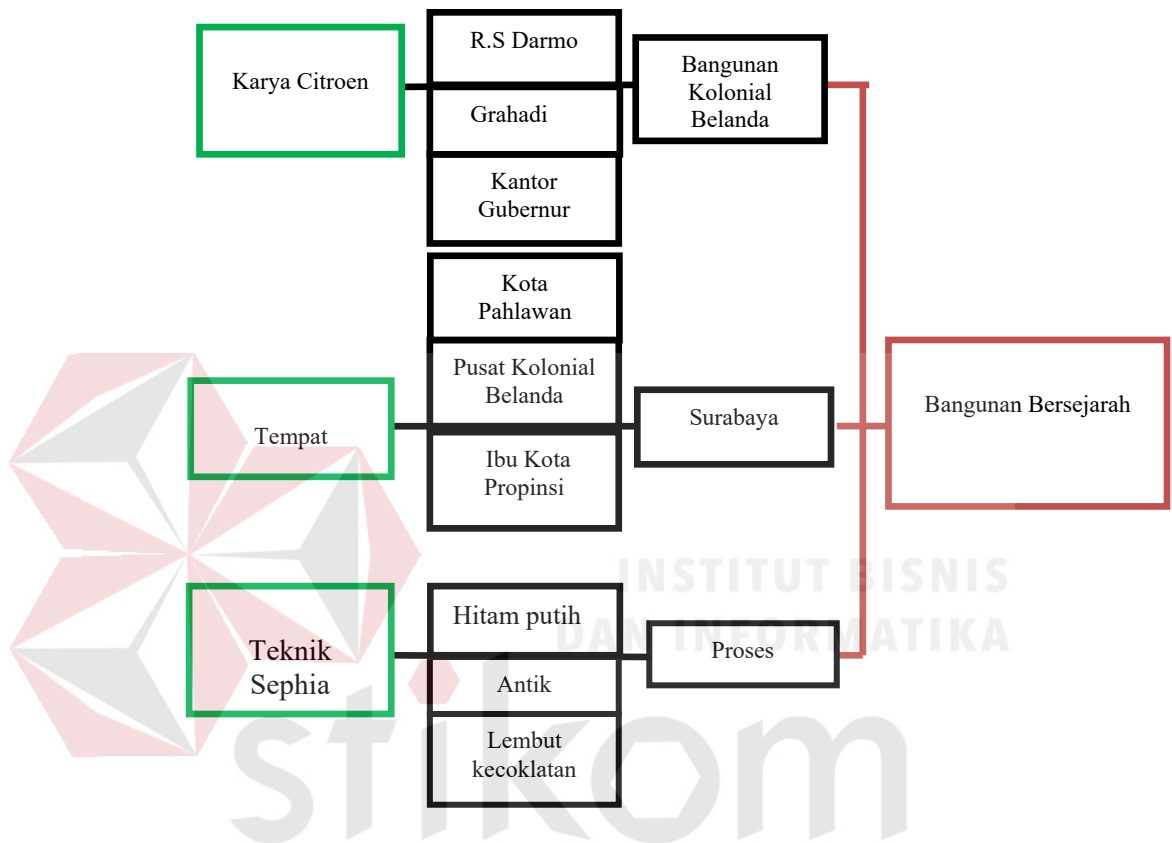 Karya Citroen
R.S Darmo
Grahadi
Kantor
Gubernur
Bangunan
Kolonial
Belanda
Tempat
Kota
Pahlawan
Pusat Kolonial
Belanda
Ibu Kota
Propinsi
Surabaya
Bangunan Bersejarah
Teknik
Sephia
Hitam putih
Antik
Lembut
kecoklatan
Proses
INSTITUT BISNIS
DAN INFORMATIKA
stikom